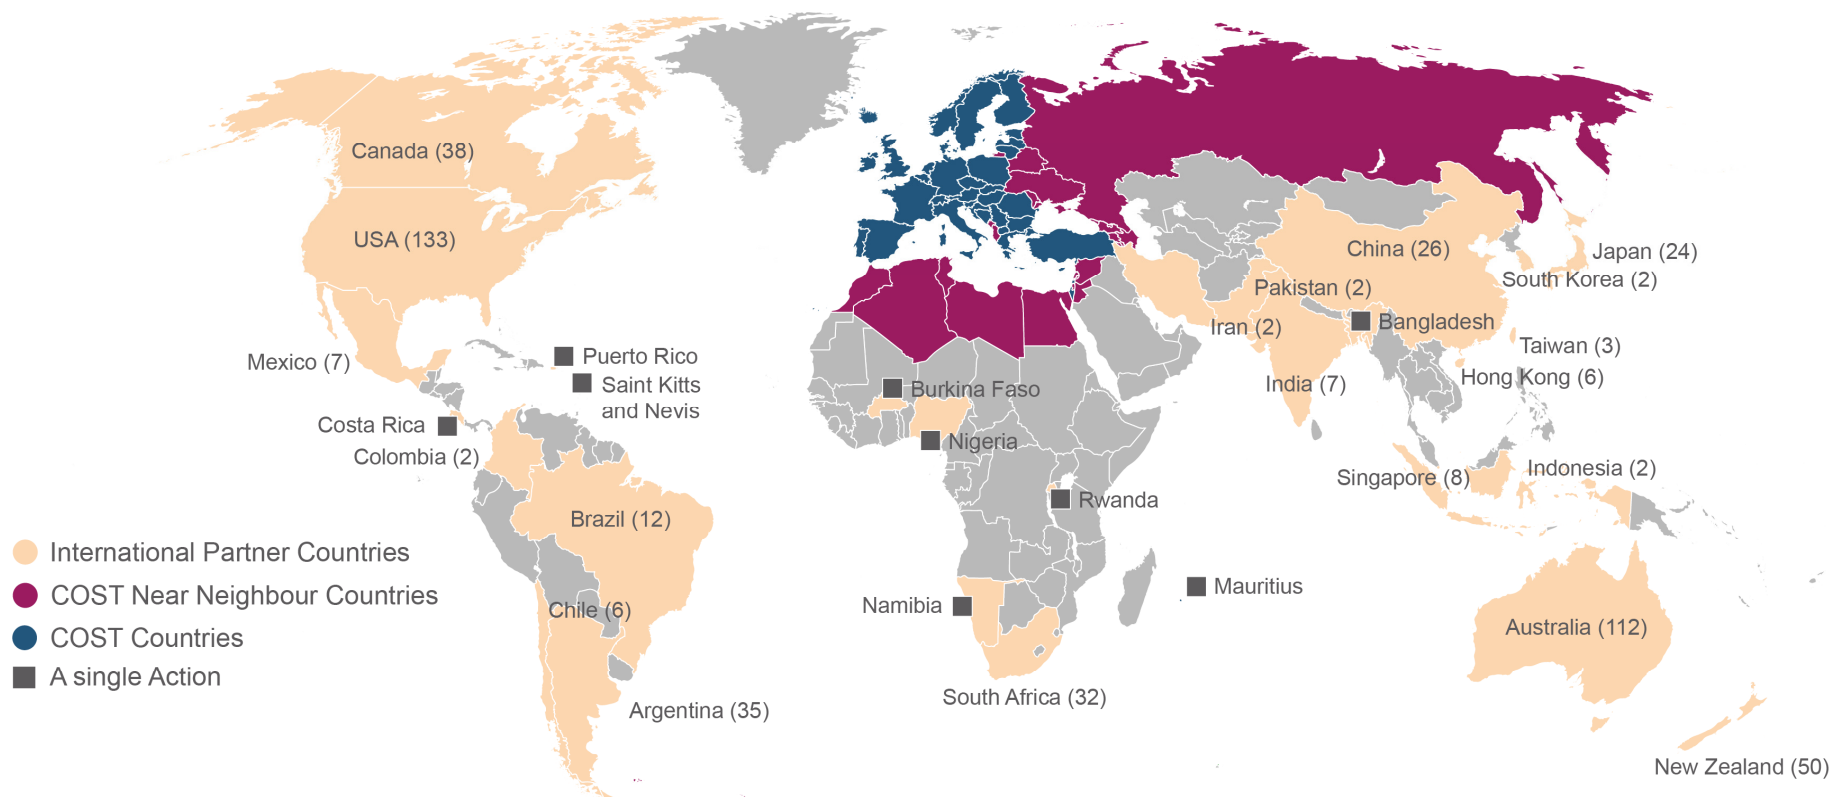 Canada (38)
USA (133)
Mexico (7)
Puerto Rico
Saint Kitts
and Nevis
Costa Rica
Colombia (2)
Brazil (12)
Chile (6)
Argentina (35)
Burkina Faso
Nigeria
Rwanda
Mauritius
Namibia
South Africa (32)
China (26)
Japan (24)
South Korea (2)
Pakistan (2)
Iran (2)
Bangladesh
Taiwan (3)
Hong Kong (6)
India (7)
Singapore (8)
Indonesia (2)
Australia (112)
New Zealand (50)
International Partner Countries
COST Near Neighbour Countries
COST Countries
A single Action